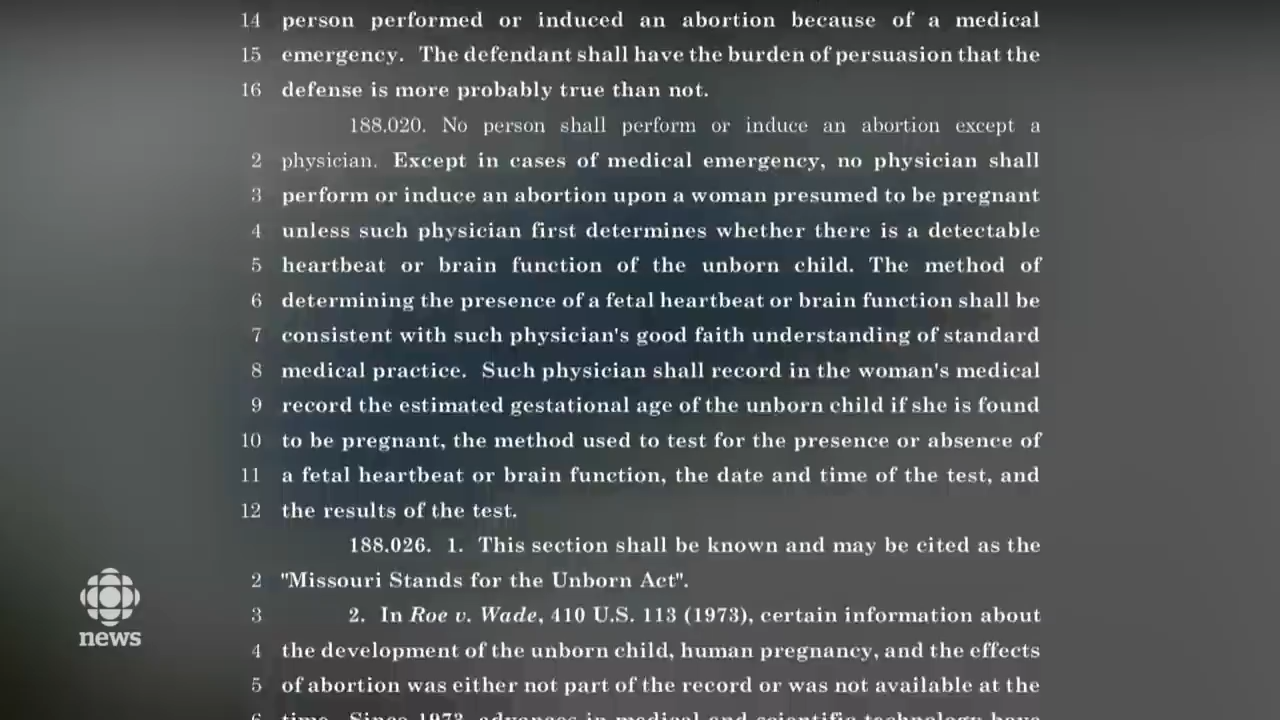 14 person performed or induced an abortion because of a medical
15 emergency. The defendant shall have the burden of persuasion that the
16 defense is more probably true than not.
188.020. No person shall perform or induce an abortion except a
2 physician. Except in cases of medical emergency, no physician shall
3 perform or induce an abortion upon a woman presumed to be pregnant
4 unless such physician first determines whether there is a detectable
5 heartbeat or brain function of the unborn child. The method of
6 determining the presence of a fetal heartbeat or brain function shall be
7 consistent with such physician's good faith understanding of standard
8 medical practice. Such physician shall record in the woman's medical
9 record the estimated gestational age of the unborn child if she is found
10 to be pregnant, the method used to test for the presence or absence of
11 a fetal heartbeat or brain function, the date and time of the test, and
12 the results of the test.
188.026. 1. This section shall be known and may be cited as the
2 "Missouri Stands for the Unborn Act".
3 2. In Roe v. Wade, 410 U.S. 113 (1973), certain information about
4 the development of the unborn child, human pregnancy, and the effects
5 of abortion was either not part of the record or was not available at the
6 time. Since 1973, advances in medical and scientific technology have
news